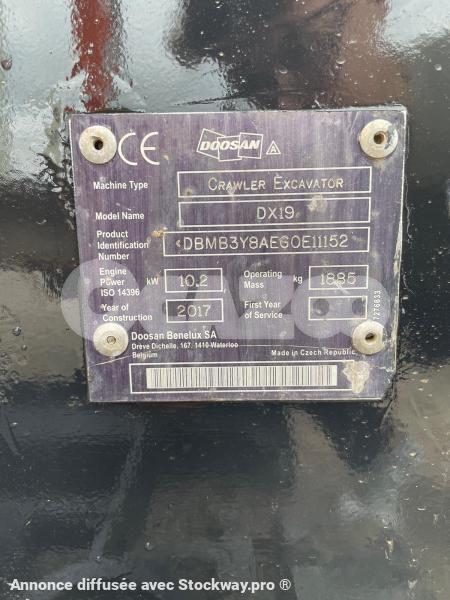 CE DOOSAN
Machine Type CRAWLER EXCAVATOR
Model Name DX19
Product
Identification
Number DBMB3Y8AEG0E11152
Engine
Power
ISO 14396 kW 10.2 Operating
Mass kg 1885
Year of
Construction 2017 First Year
of Service
Doosan Benelux SA
Drève Richelle, 167. 1410-Waterloo
Belgium
Made in Czech Republic
7276633
Annonce diffusée avec Stockway.pro ®